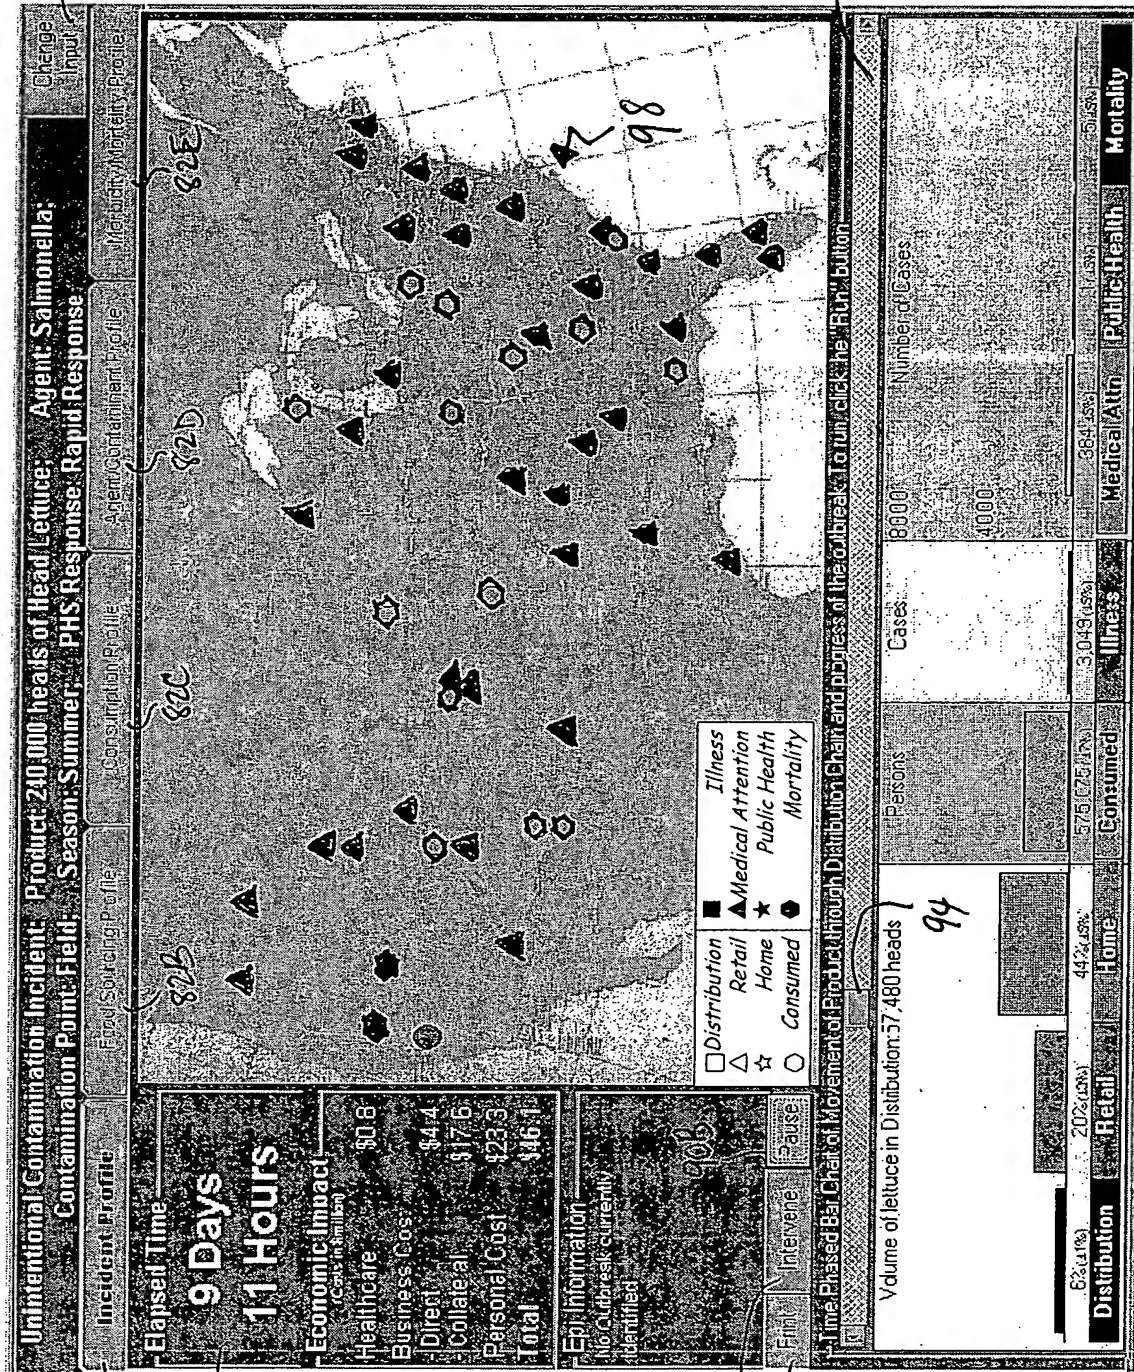 Unintentional Contamination Incident: Product: 240,000 heads of Head Lettuce; Agent: Salmonella;
Contamination Point: Field; Season: Summer; PHS Response: Rapid Response
Change
Input
Incident Profile
Food Sourcing Profile
Consumption Profile
Agent/Contaminant Profile
Morbidity/Mortality Profile
82B
82C
82D
82E
Elapsed Time
9 Days
11 Hours
Economic Impact
Healthcare $0.8
Business Loss
Direct $4.4
Collateral $17.6
Personal Cost $23.3
Total $46.1
Epi Information
No Outbreak currently
identified
90B
Intervene
Pause
98
Distribution
Retail
Home
Consumed
Illness
Medical Attention
Public Health
Mortality
Time Phased Bar Chart of Movement of Product through Distribution Chain and progress of the outbreak. To run, click the "Run" button
94
Volume of lettuce in Distribution: 37,480 heads
Persons
Cases
Number of Cases
8000
4000
Distribution
Retail
Home
Consumed
Illness
Medical Attn
Public Health
Mortality